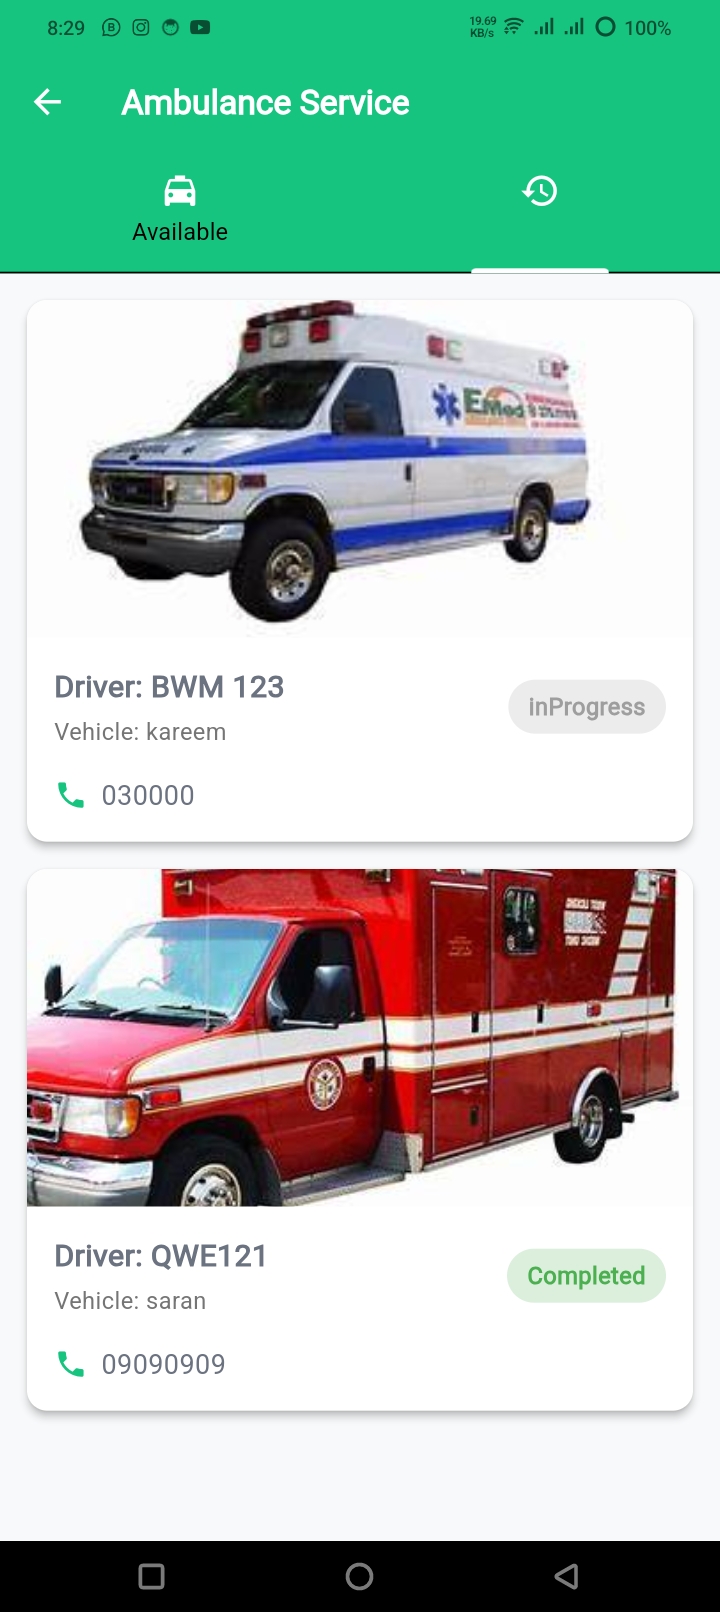 8:29
19.69
KB/s
100%
Ambulance Service
Available
EMed
Driver: BWM 123
inProgress
Vehicle: kareem
030000
Driver: QWE121
Completed
Vehicle: saran
09090909